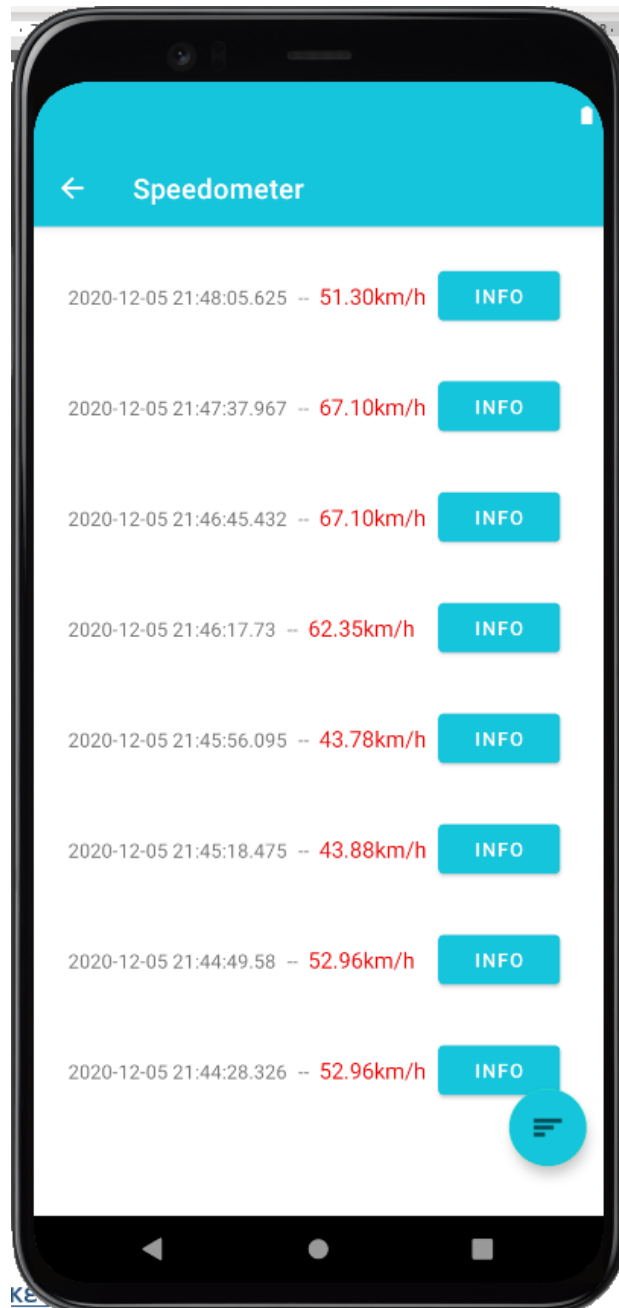 Speedometer
2020-12-05 21:48:05.625 -- 51.30km/h INFO
2020-12-05 21:47:37.967 -- 67.10km/h INFO
2020-12-05 21:46:45.432 -- 67.10km/h INFO
2020-12-05 21:46:17.73 -- 62.35km/h INFO
2020-12-05 21:45:56.095 -- 43.78km/h INFO
2020-12-05 21:45:18.475 -- 43.88km/h INFO
2020-12-05 21:44:49.58 -- 52.96km/h INFO
2020-12-05 21:44:28.326 -- 52.96km/h INFO